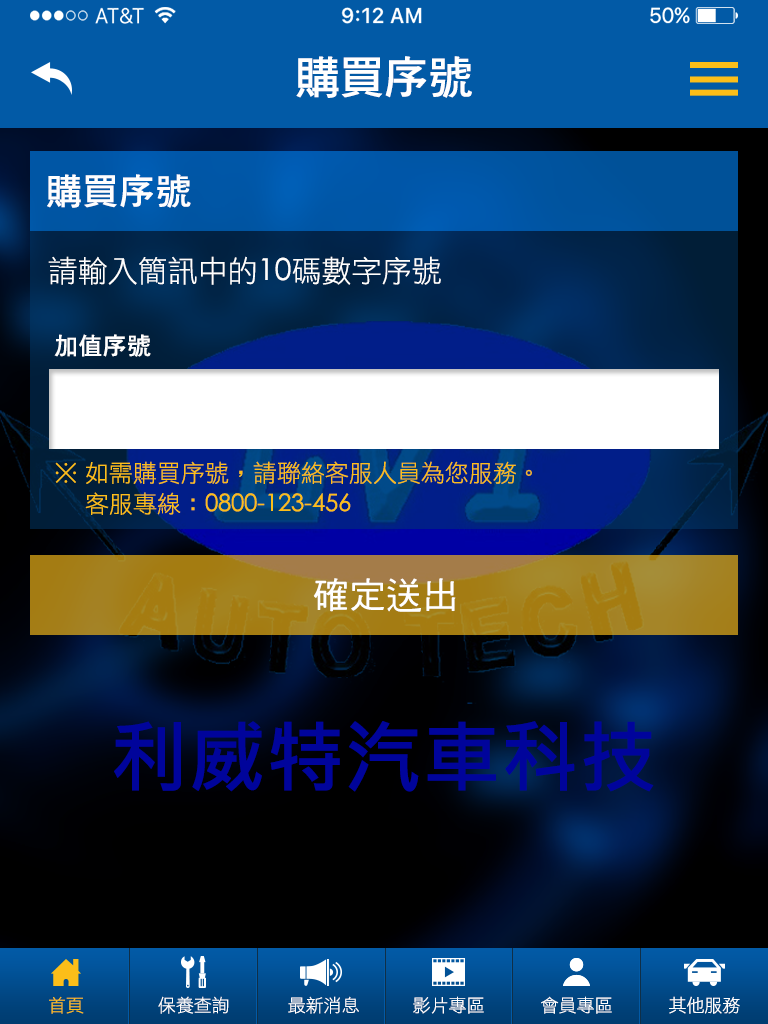 AT&T 9:12 AM 50%
購買序號
購買序號
請輸入簡訊中的10碼數字序號
加值序號
※ 如需購買序號，請聯絡客服人員為您服務。
客服專線：0800-123-456
LVT
確定送出
AUTO TECH
利威特汽車科技
首頁 保養查詢 最新消息 影片專區 會員專區 其他服務